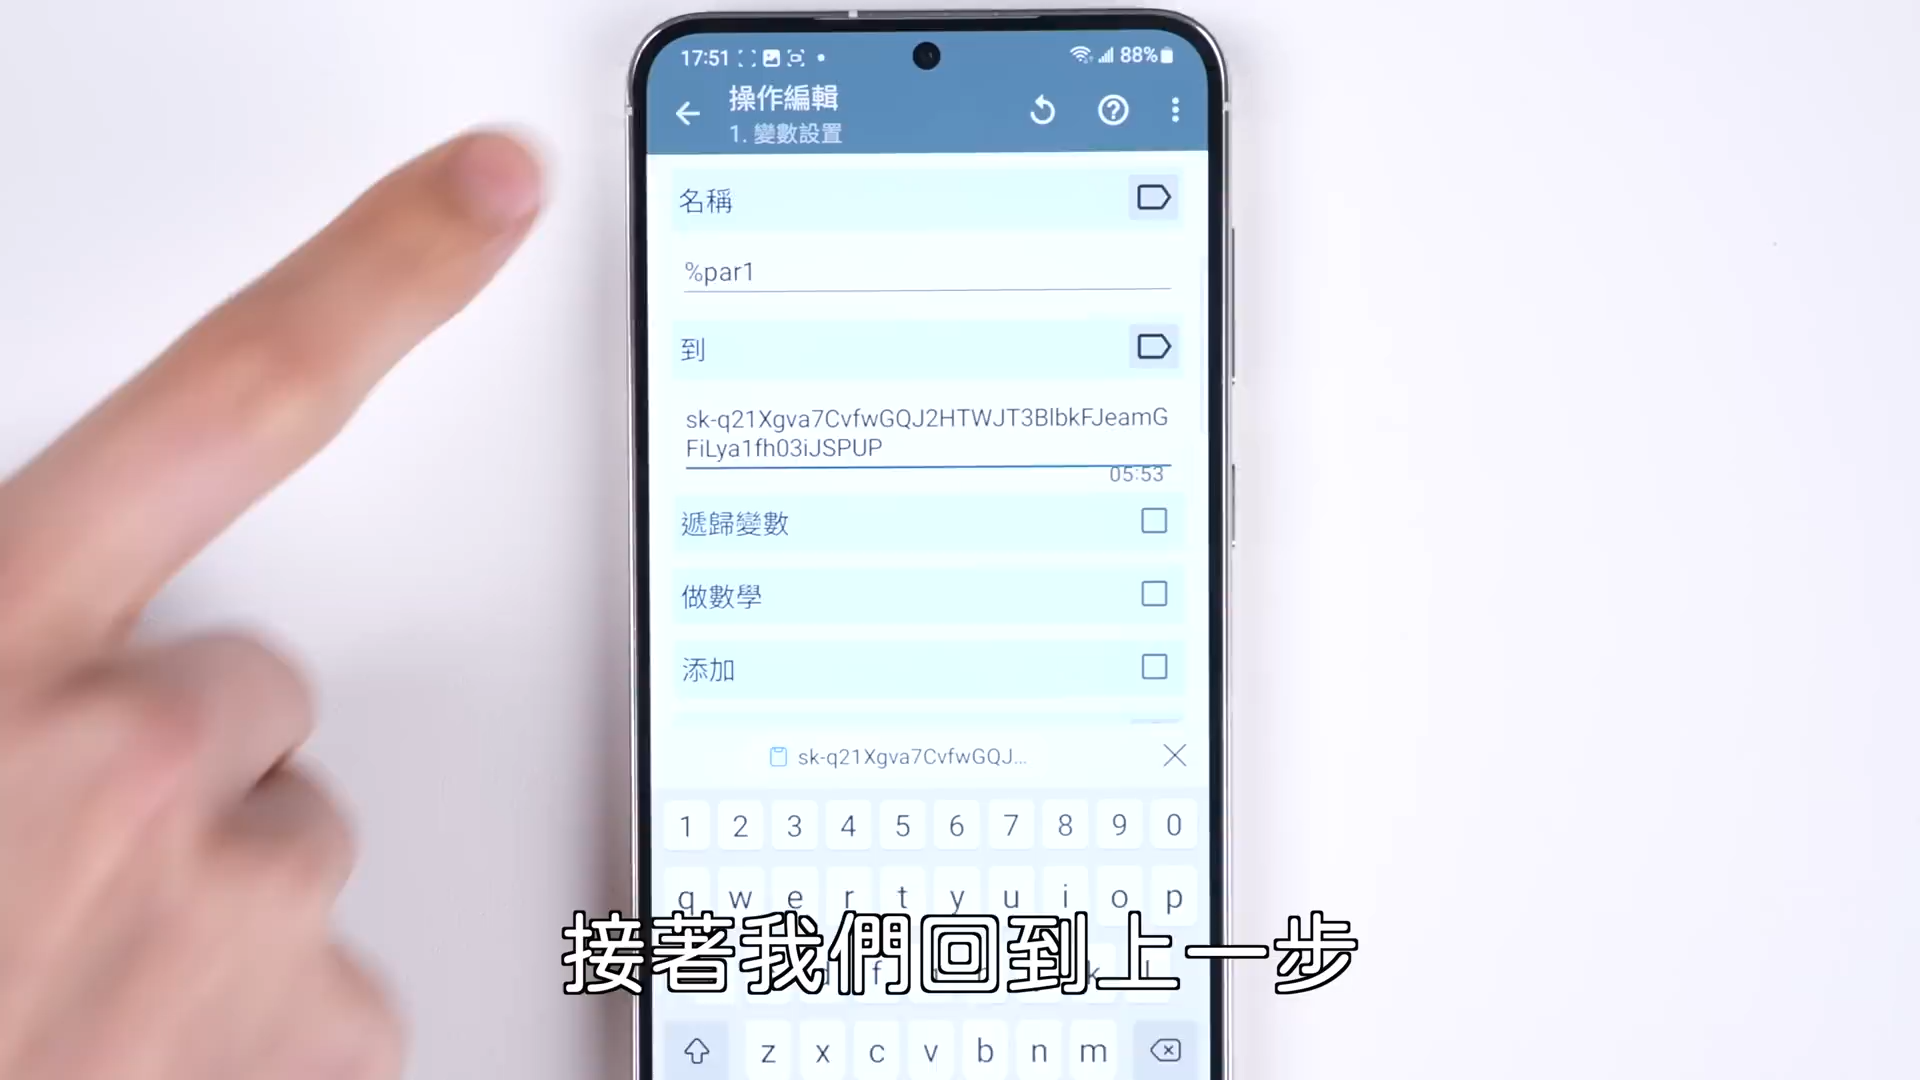 17:51
88%
操作編輯
1. 變數設置
名稱
%par1
到
sk-q21Xgva7CvfwGQJ2HTWJT3BlbkFJeamG
FiLya1fh03iJSPUP
05:53
遞歸變數
做數學
添加
sk-q21Xgva7CvfwGQJ...
1 2 3 4 5 6 7 8 9 0
q w e r t y u i o p
接著我們回到上一步
z x c v b n m